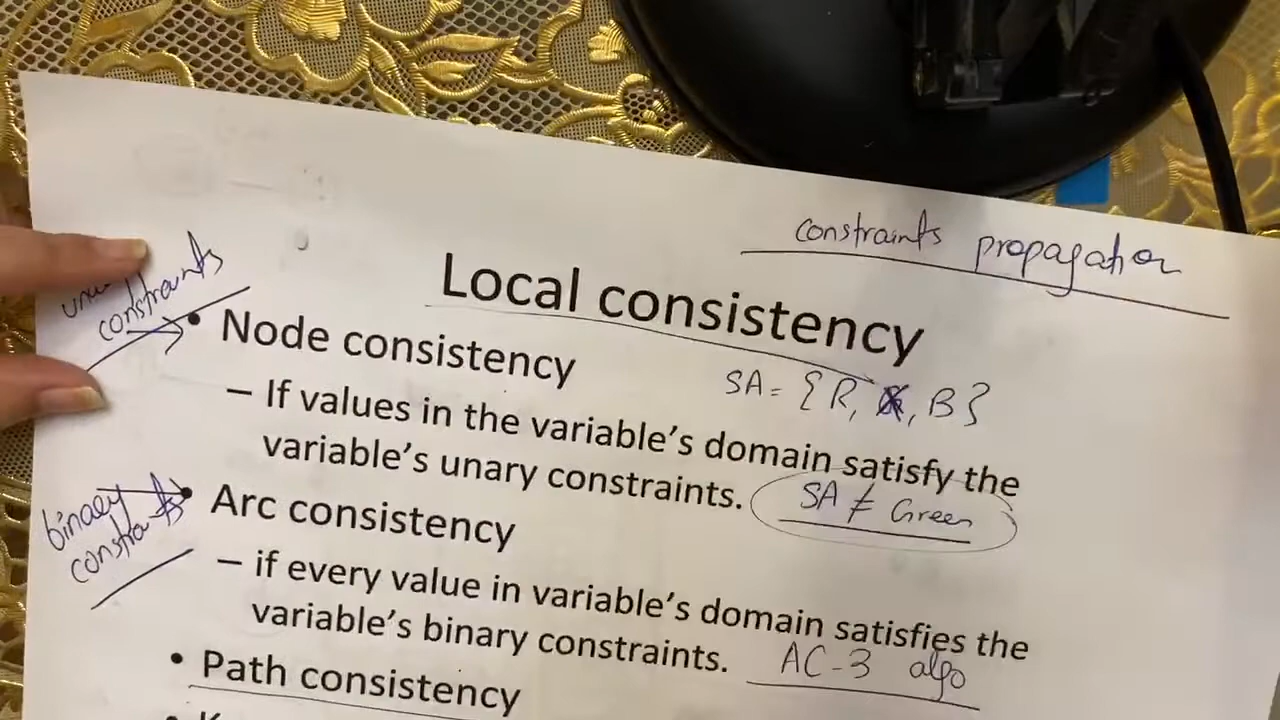 constraints propagation
Local consistency
constraints
• Node consistency
SA = { R, G, B }
– If values in the variable's domain satisfy the
variable's unary constraints.
SA ≠ Green
binary
constraints
• Arc consistency
– if every value in variable's domain satisfies the
variable's binary constraints.
AC-3 algo
• Path consistency